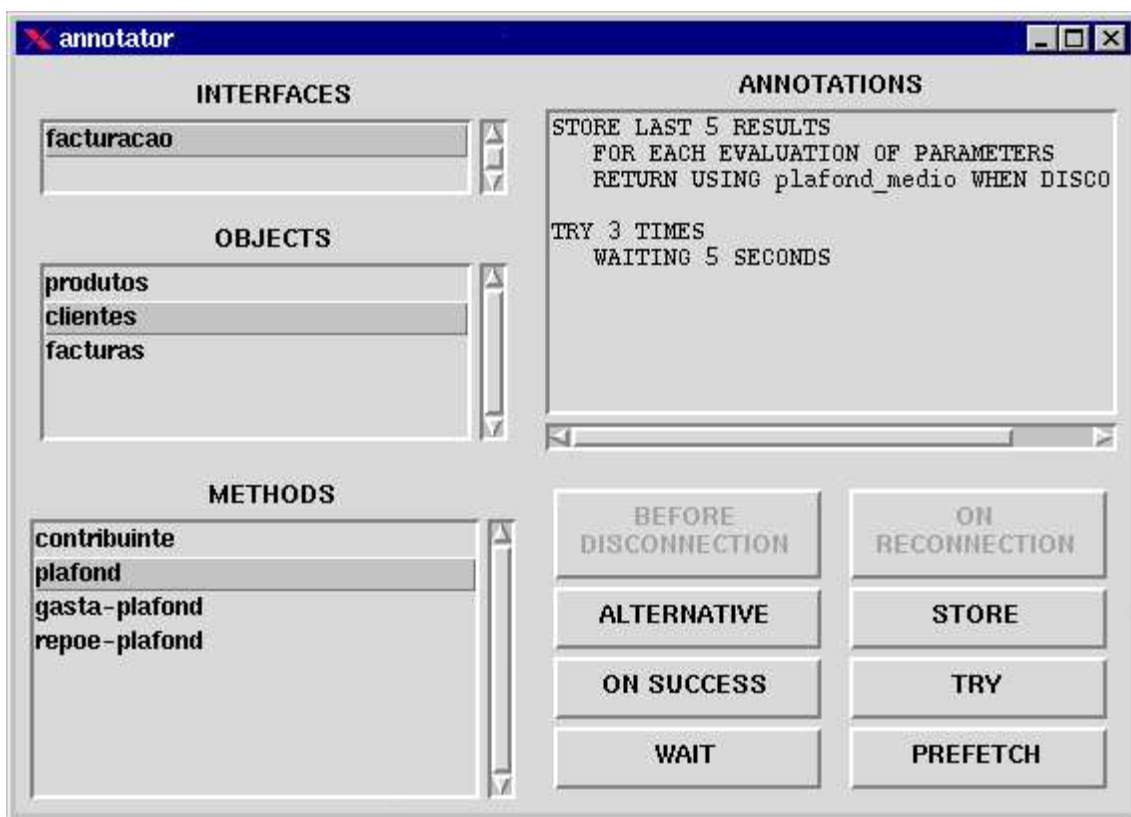 annotator
INTERFACES
facturacao
OBJECTS
produtos
clientes
facturas
METHODS
contribuinte
plafond
gasta-plafond
repoe-plafond
ANNOTATIONS
STORE LAST 5 RESULTS
FOR EACH EVALUATION OF PARAMETERS
RETURN USING plafond_medio WHEN DISCO
TRY 3 TIMES
WAITING 5 SECONDS
BEFORE
DISCONNECTION
ON
RECONNECTION
ALTERNATIVE
STORE
ON SUCCESS
TRY
WAIT
PREFETCH